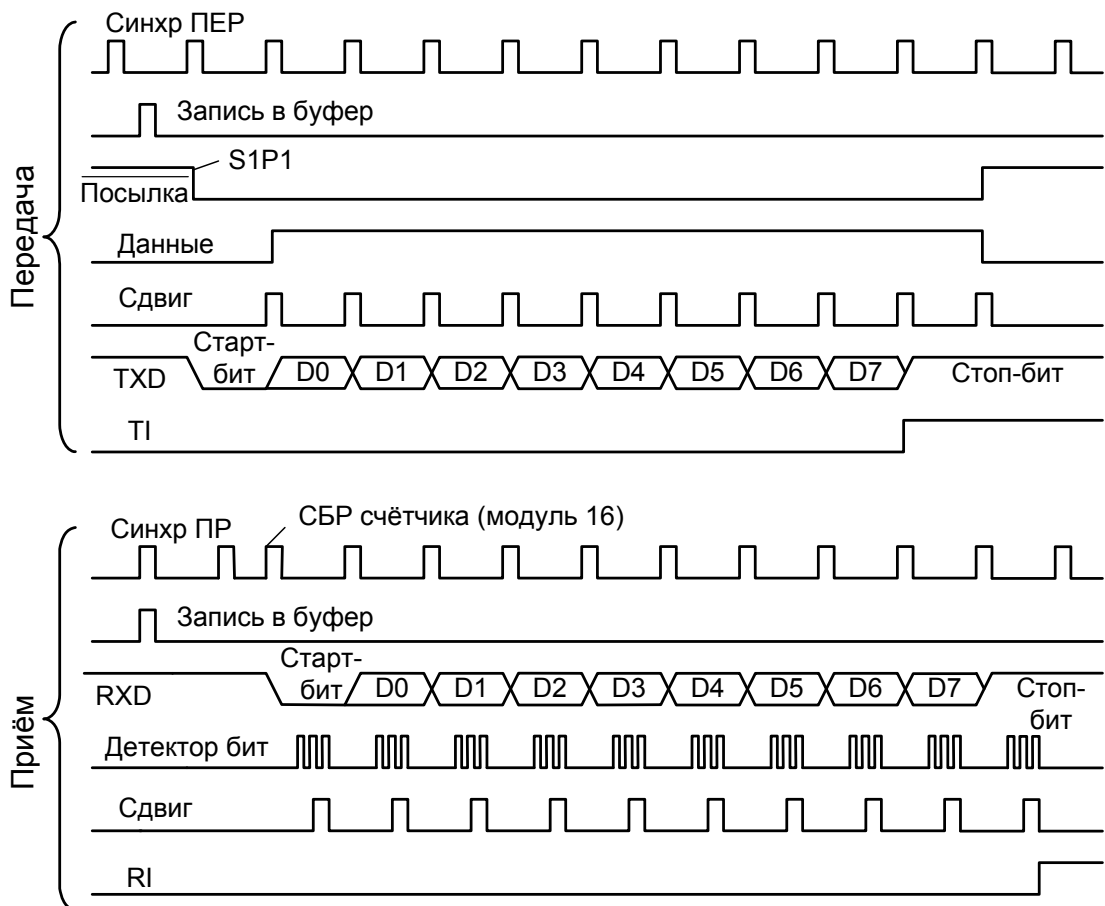 Передача
Синхр ПЕР
Запись в буфер
S1P1
Посылка
Данные
Сдвиг
TXD
Старт-
бит
D0 D1 D2 D3 D4 D5 D6 D7
Стоп-бит
TI
Приём
Синхр ПР
СБР счётчика (модуль 16)
Запись в буфер
RXD
Старт-
бит
D0 D1 D2 D3 D4 D5 D6 D7
Стоп-
бит
Детектор бит
Сдвиг
RI